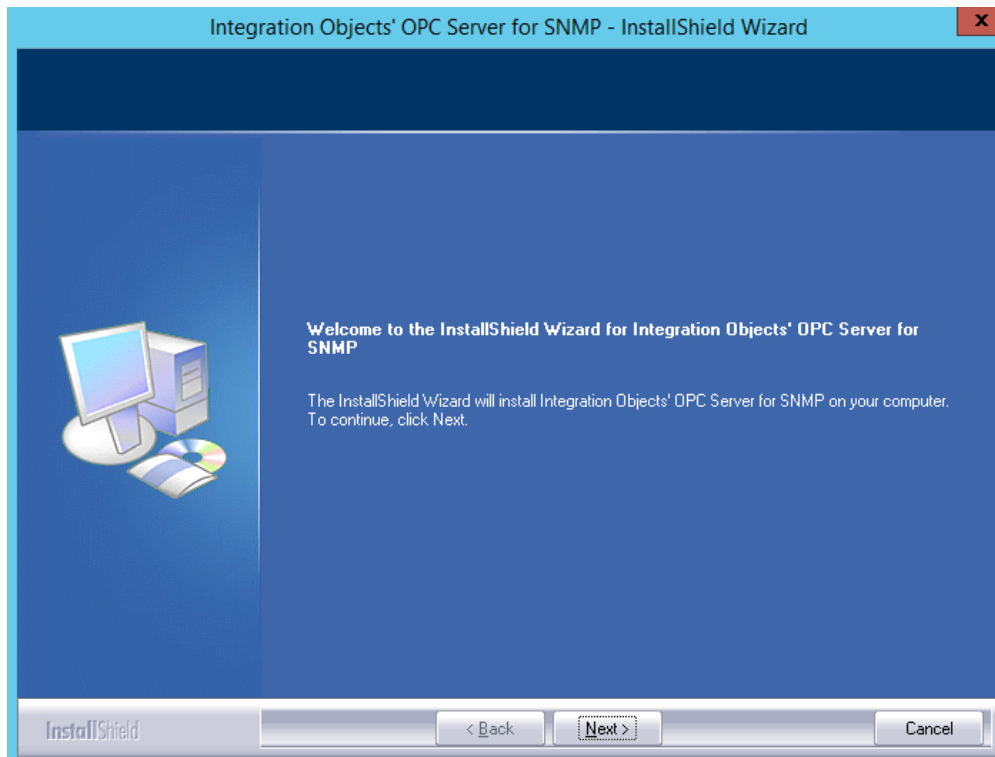 Integration Objects' OPC Server for SNMP - InstallShield Wizard
x
Welcome to the InstallShield Wizard for Integration Objects' OPC Server for
SNMP
The InstallShield Wizard will install Integration Objects' OPC Server for SNMP on your computer.
To continue, click Next.
InstallShield
< Back
Next >
Cancel